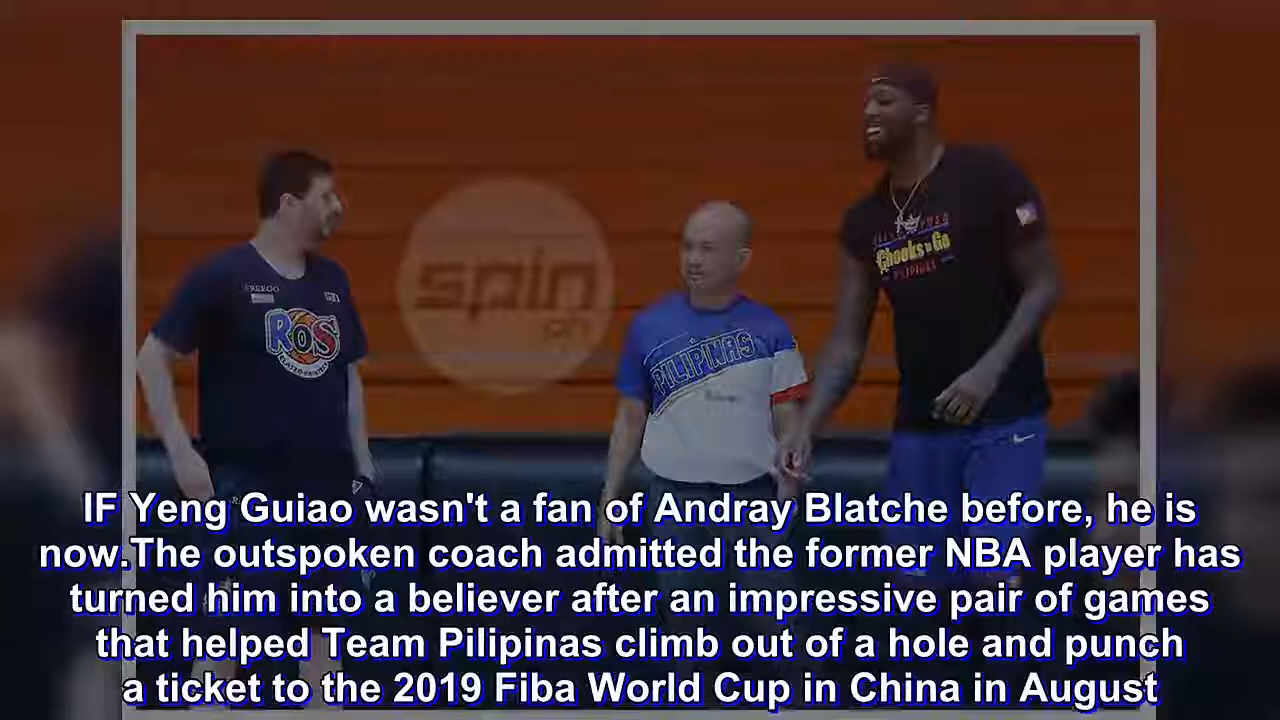 spin
.ph
Chooks to Go
PILIPINAS
ROS
PILIPINAS
IF Yeng Guiao wasn't a fan of Andray Blatche before, he is
now.The outspoken coach admitted the former NBA player has
turned him into a believer after an impressive pair of games
that helped Team Pilipinas climb out of a hole and punch
a ticket to the 2019 Fiba World Cup in China in August